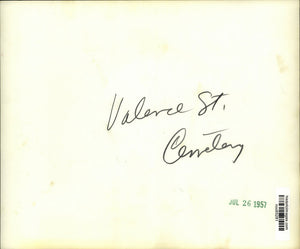 Valence St.
Cemetery
JUL 26 1957